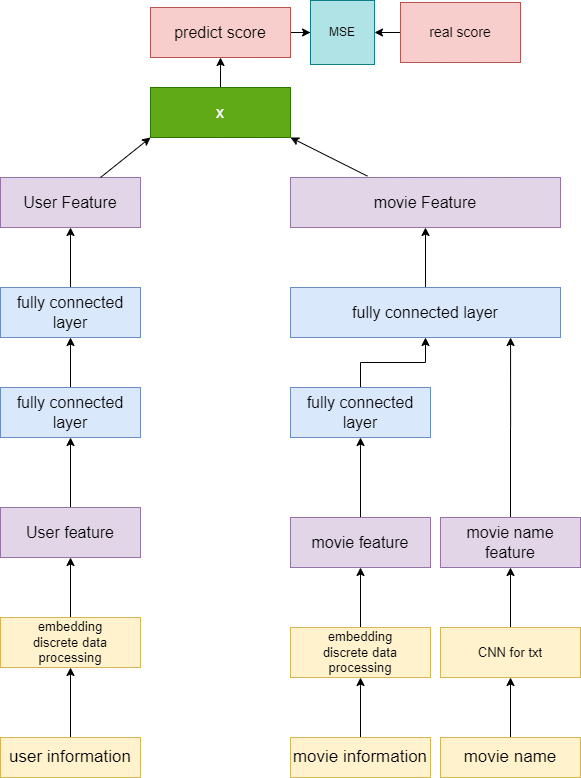 predict score
MSE
real score
x
User Feature
movie Feature
fully connected
layer
fully connected layer
fully connected
layer
fully connected
layer
User feature
movie feature
movie name
feature
embedding
discrete data
processing
embedding
discrete data
processing
CNN for txt
user information
movie information
movie name